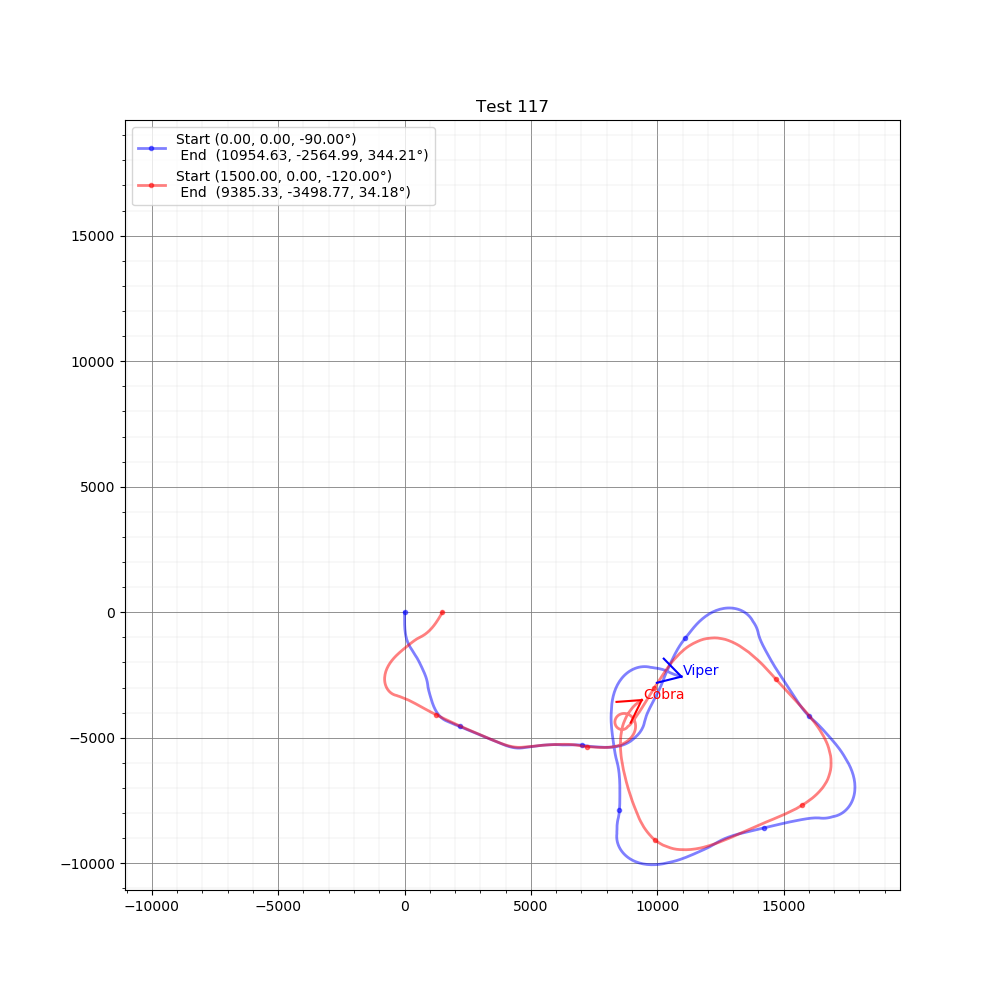 Test 117
Start (0.00, 0.00, -90.00°)
End (10954.63, -2564.99, 344.21°)
Start (1500.00, 0.00, -120.00°)
End (9385.33, -3498.77, 34.18°)
15000
10000
5000
0
−5000
−10000
Viper
Cobra
−10000 −5000 0 5000 10000 15000